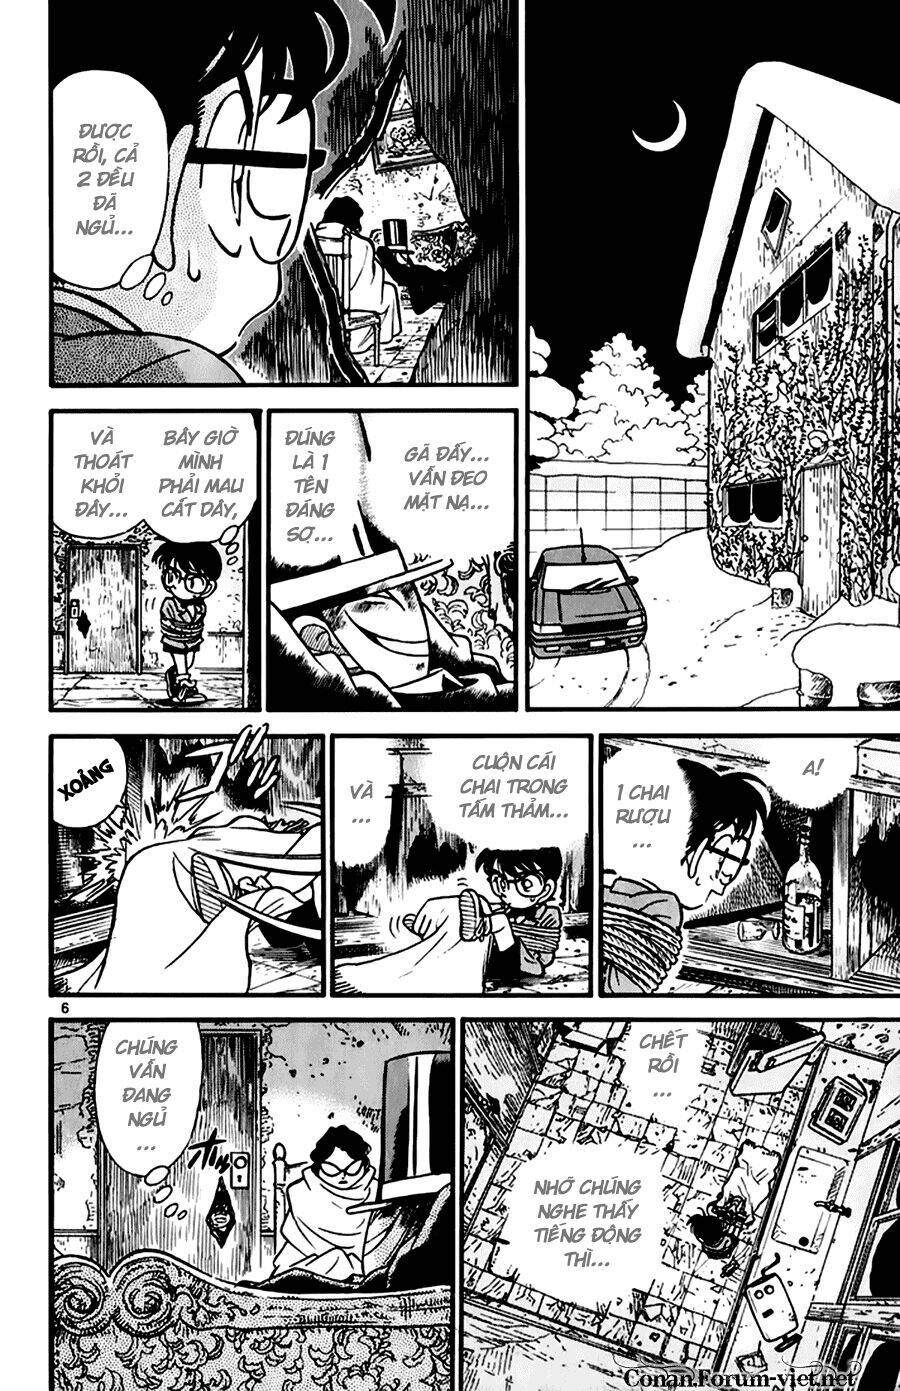 ĐƯỢC
RỒI, CẢ
2 ĐỀU
ĐÃ
NGỦ...
GÃ ĐẤY...
VẪN ĐEO
MẶT NẠ...
ĐÚNG
LÀ 1
TÊN
ĐÁNG
SỢ...
BÂY GIỜ
MÌNH
PHẢI MAU
CẮT DÂY,
VÀ
THOÁT
KHỎI
ĐÂY...
A!
1 CHAI
RƯỢU
...
CUỘN CÁI
CHAI TRONG
TẤM THẢM...
VÀ
...
XOẢNG
6
CHẾT
RỒI
...
NHỠ CHÚNG
NGHE THẤY
TIẾNG ĐỘNG
THÌ...
CHÚNG
VẪN
ĐANG
NGỦ
...
Conan.Forum-viet.net